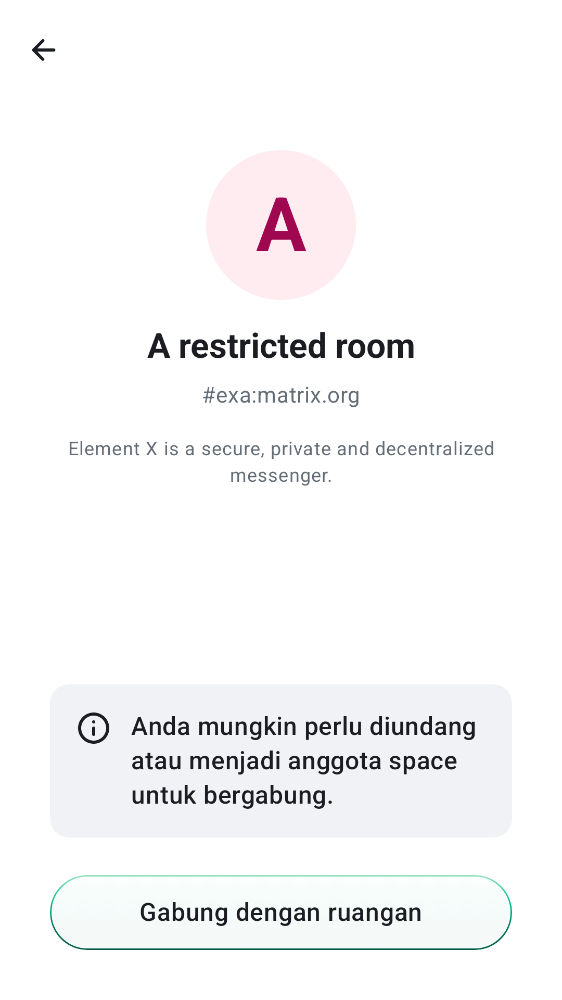 A
A restricted room
#exa:matrix.org
Element X is a secure, private and decentralized
messenger.
Anda mungkin perlu diundang
atau menjadi anggota space
untuk bergabung.
Gabung dengan ruangan